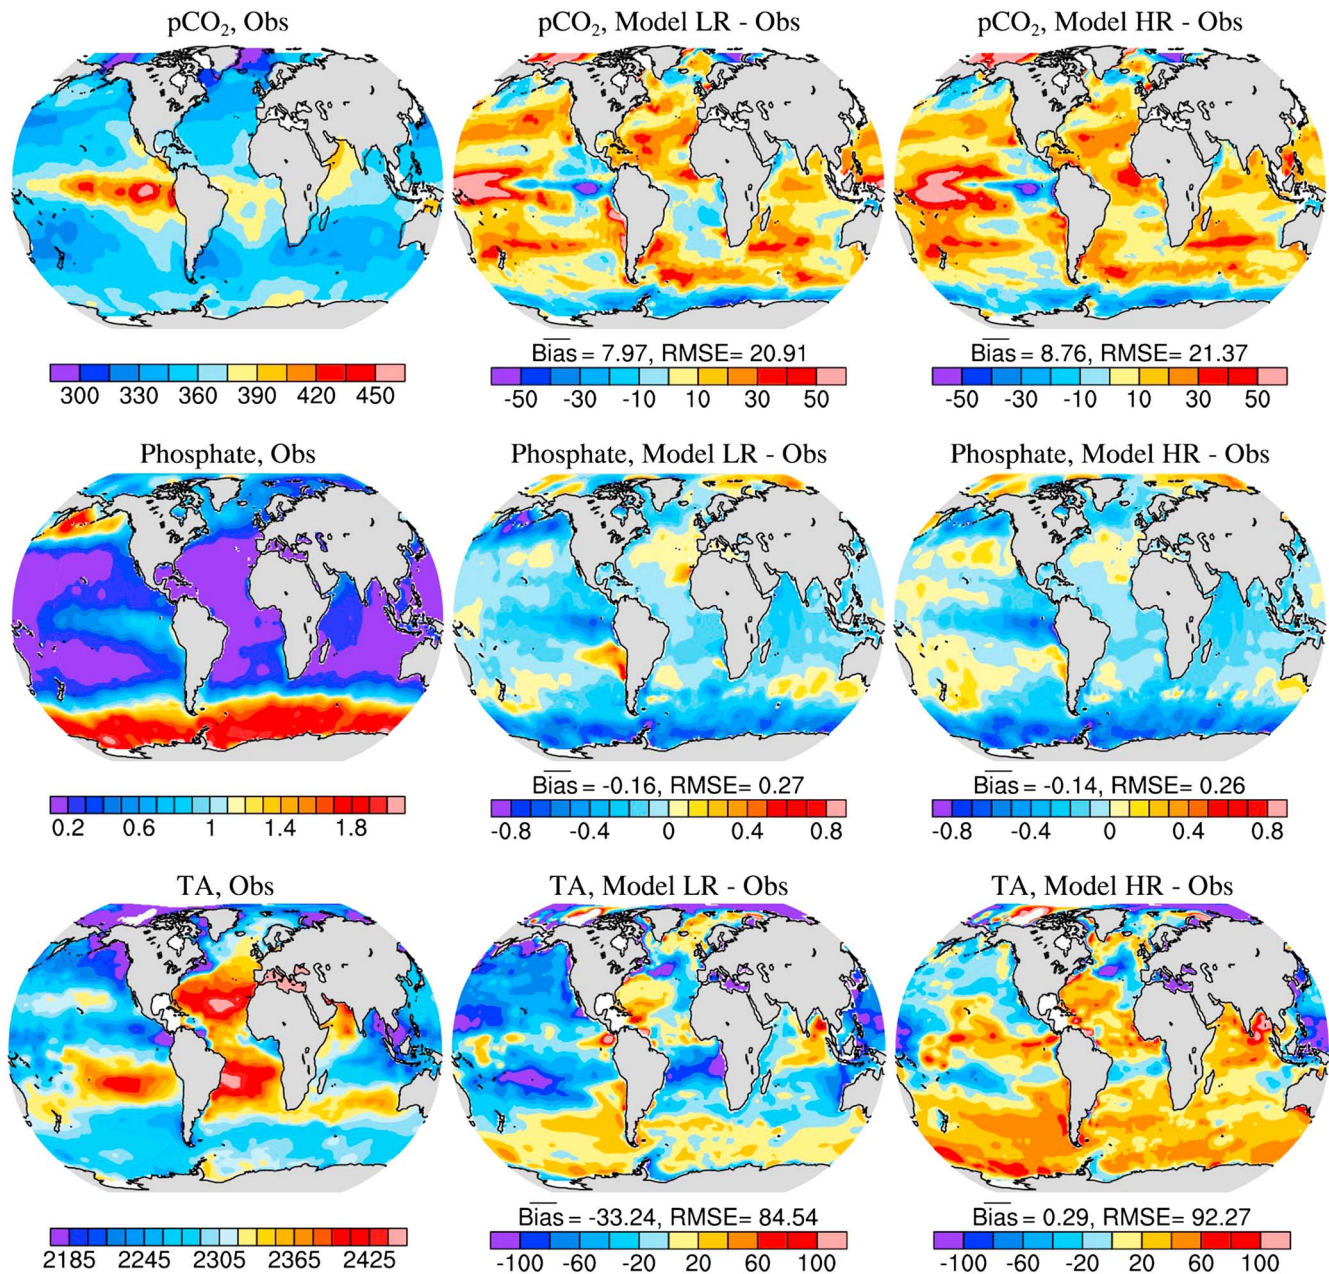 pCO₂, Obs
pCO₂, Model LR - Obs
pCO₂, Model HR - Obs
Bias = 7.97, RMSE= 20.91
Bias = 8.76, RMSE= 21.37
300 330 360 390 420 450
-50 -30 -10 10 30 50
-50 -30 -10 10 30 50
Phosphate, Obs
Phosphate, Model LR - Obs
Phosphate, Model HR - Obs
Bias = -0.16, RMSE= 0.27
Bias = -0.14, RMSE= 0.26
0.2 0.6 1 1.4 1.8
-0.8 -0.4 0 0.4 0.8
-0.8 -0.4 0 0.4 0.8
TA, Obs
TA, Model LR - Obs
TA, Model HR - Obs
Bias = -33.24, RMSE= 84.54
Bias = 0.29, RMSE= 92.27
2185 2245 2305 2365 2425
-100 -60 -20 20 60 100
-100 -60 -20 20 60 100